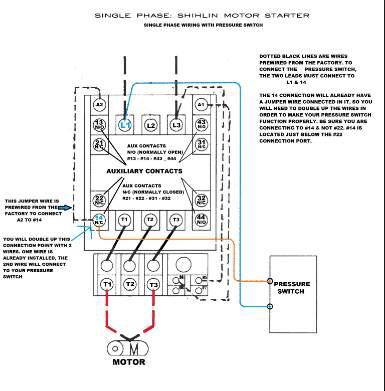 SINGLE PHASE: SHIHLIN MOTOR STARTER
SINGLE PHASE WIRING WITH PRESSURE SWITCH
DOTTED BLACK LINES ARE WIRES
PREWIRED FROM THE FACTORY. TO
CONNECT THE PRESSURE SWITCH,
THE TWO LEADS MUST CONNECT TO
L1 & 14
THE 14 CONNECTION WILL ALREADY HAVE
A JUMPER WIRE CONNECTED IN IT, SO YOU
WILL NEED TO DOUBLE UP THE WIRES IN
ORDER TO MAKE YOUR PRESSURE SWITCH
FUNCTION PROPERLY. BE SURE YOU ARE
CONNECTING TO #14 & NOT #22. #14 IS
LOCATED JUST BELOW THE #22
CONNECTION PORT.
A2
A1
13
N/O
L1
L2
L3
43
N/O
21
N/C
31
N/C
AUX CONTACTS
N/O (NORMALLY OPEN)
#13 - #14 - #43 - #44
AUXILIARY CONTACTS
AUX CONTACTS
N/C (NORMALLY CLOSED)
#21 - #22 - #31 - #32
22
N/C
32
N/C
14
N/O
T1
T2
T3
44
N/O
THIS JUMPER WIRE IS
PREWIRED FROM THE
FACTORY TO CONNECT
A2 TO #14
YOU WILL DOUBLE UP THIS
CONNECTION POINT WITH 2
WIRES. ONE WIRE IS
ALREADY INSTALLED, THE
2ND WIRE WILL CONNECT
TO YOUR PRESSURE
SWITCH
T1
T2
T3
PRESSURE
SWITCH
M
MOTOR